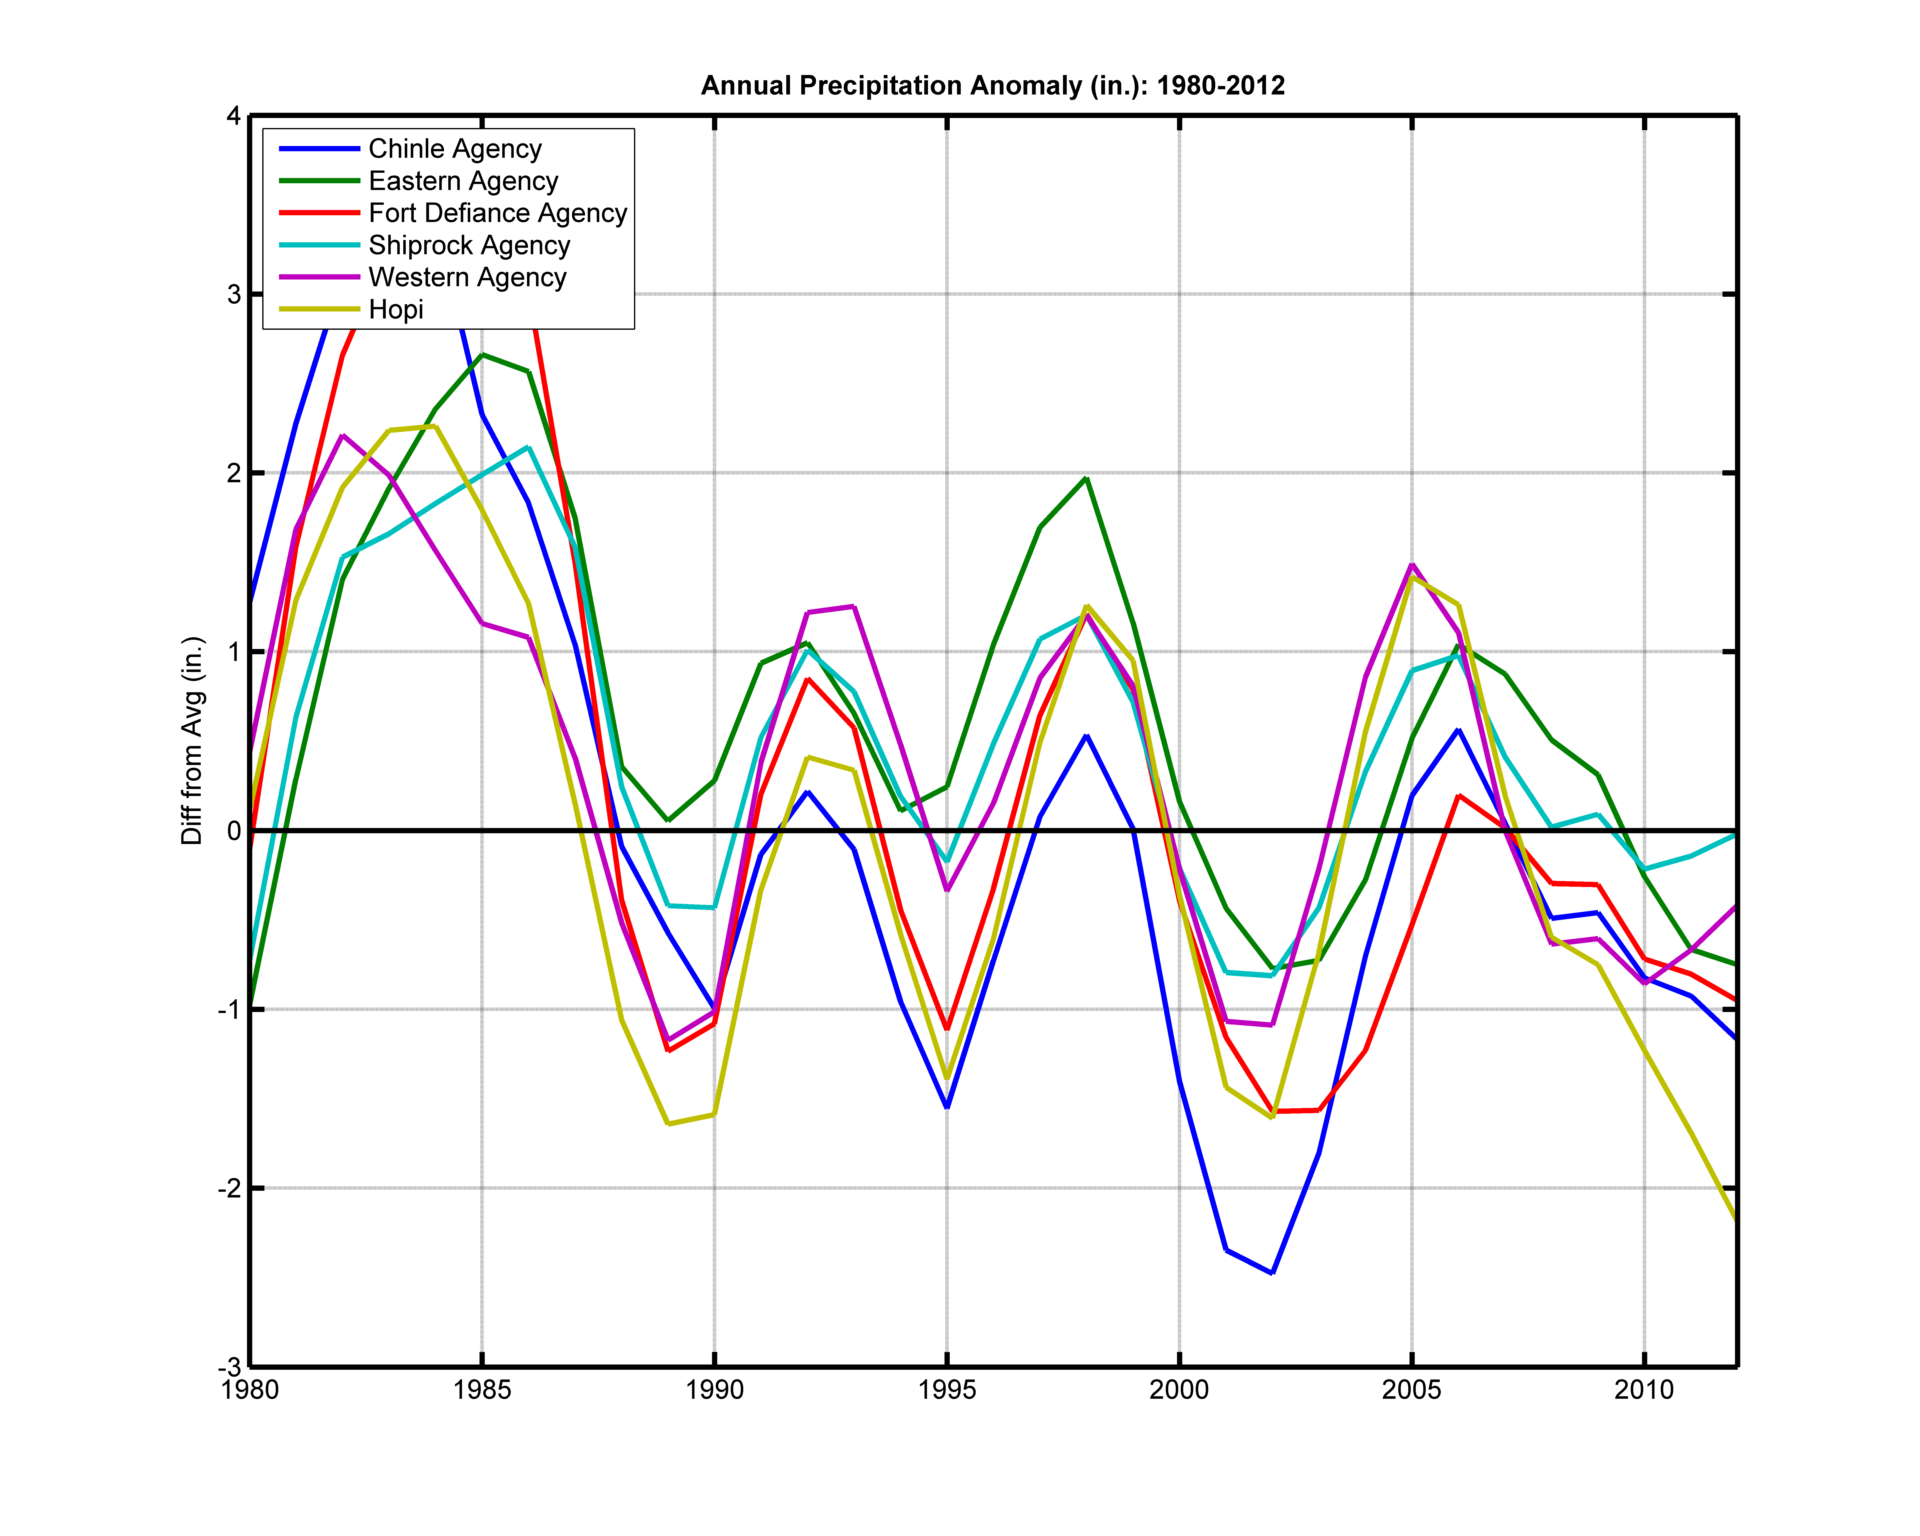 Annual Precipitation Anomaly (in.): 1980-2012
4
3
2
1
0
-1
-2
-3
Diff from Avg (in.)
Chinle Agency
Eastern Agency
Fort Defiance Agency
Shiprock Agency
Western Agency
Hopi
1980 1985 1990 1995 2000 2005 2010